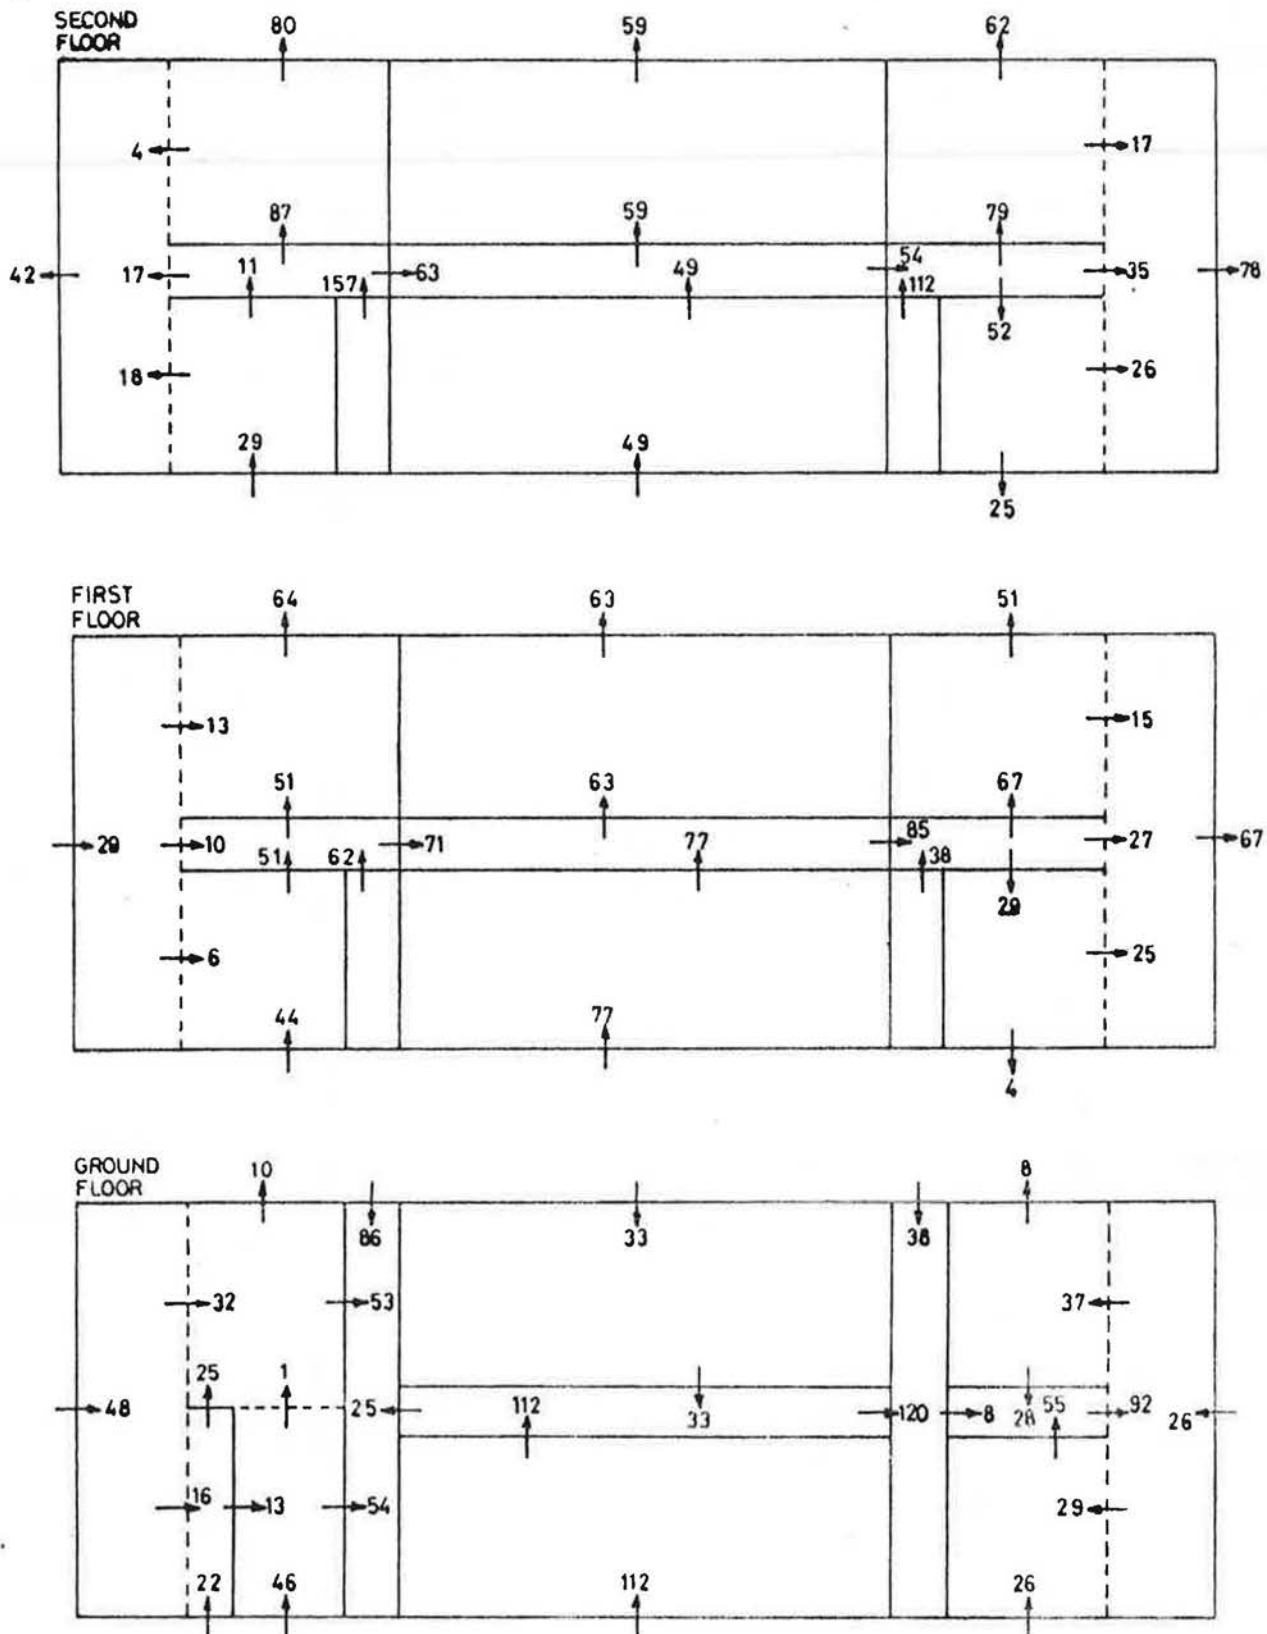 SECOND
FLOOR
80 59 62
4 17
87 59 79
42 17 11 157 63 49 54 112 35 78
52
18 26
29 49
25
FIRST
FLOOR
64 63 51
13 15
51 63 67
29 10 51 62 71 77 85 38 27 67
29
6 25
44 77
4
GROUND
FLOOR
10 8
86 33 38
32 53 37
25 1
48 25 112 33 120 8 28 55 92 26
16 13 54 29
22 46 112 26